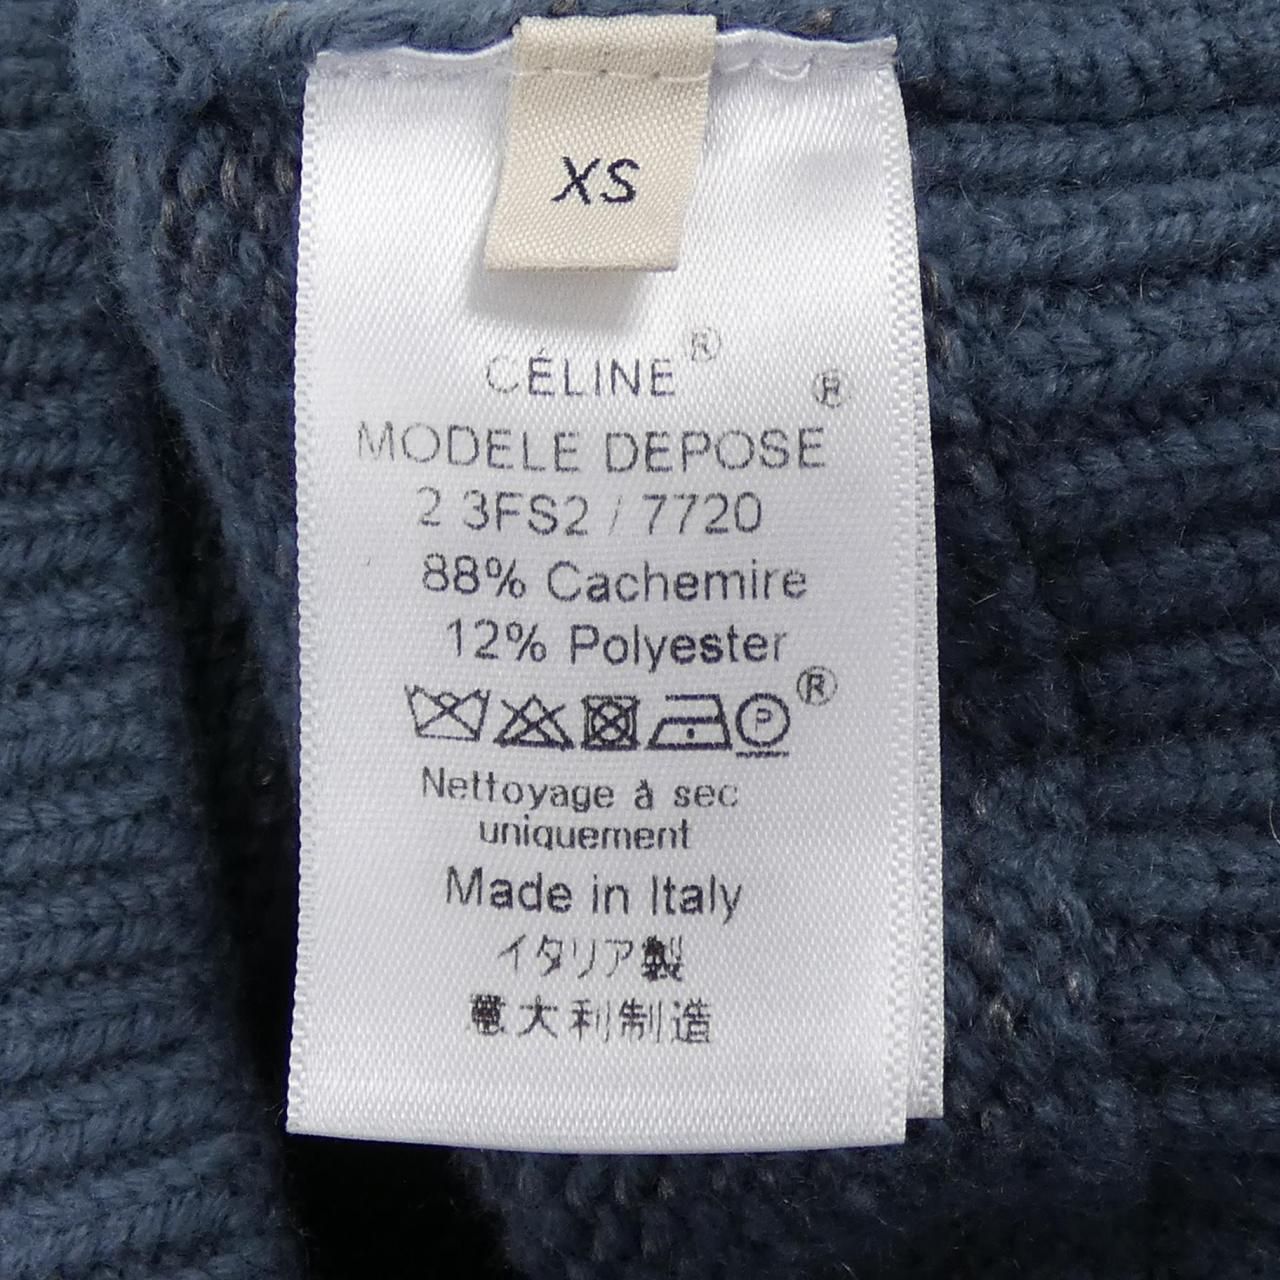 XS
CÉLINE®
®
MODELE DEPOSE
2 3FS2 / 7720
88% Cachemire
12% Polyester
P ®
Nettoyage à sec
uniquement
Made in Italy
イタリア製
意大利制造